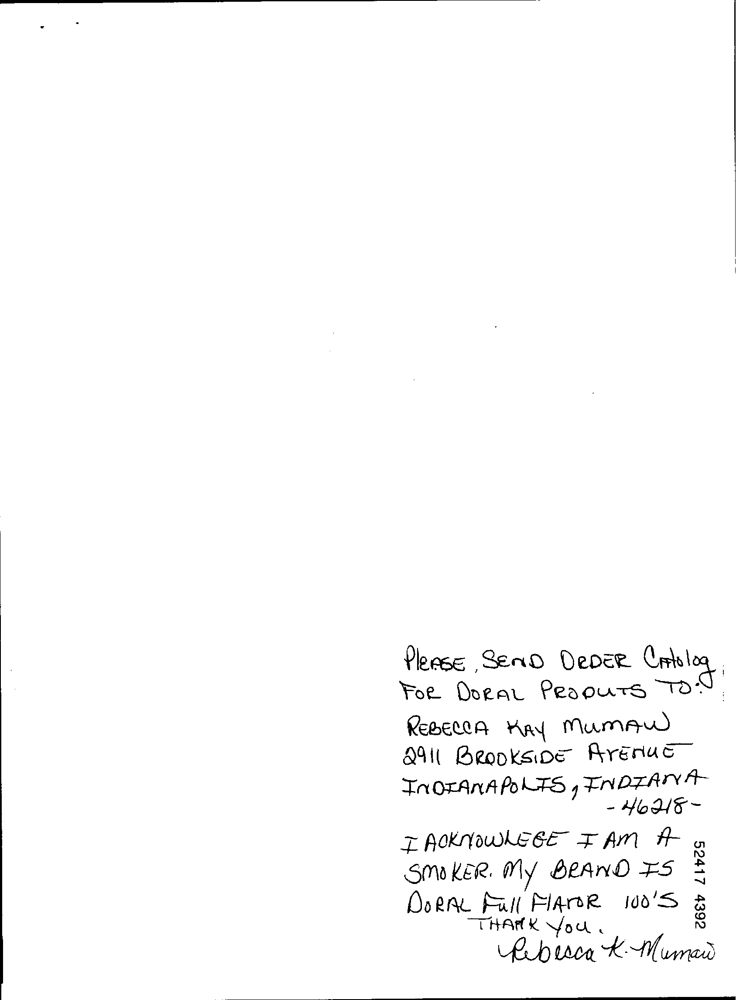 PLEASE, SEND ORDER CATOLOG
FOR DORAL PRODUTS TO:
REBECCA KAY MUMAW
2911 BROOKSIDE AVENUE
INDIANAPOLIS, INDIANA
-46218-
I ACKNOWLEGE I AM A
SMOKER. MY BRAND IS
DORAL FULL FLAVOR 100'S
THANK YOU.
Rebecca K. Mumaw
52417 4392